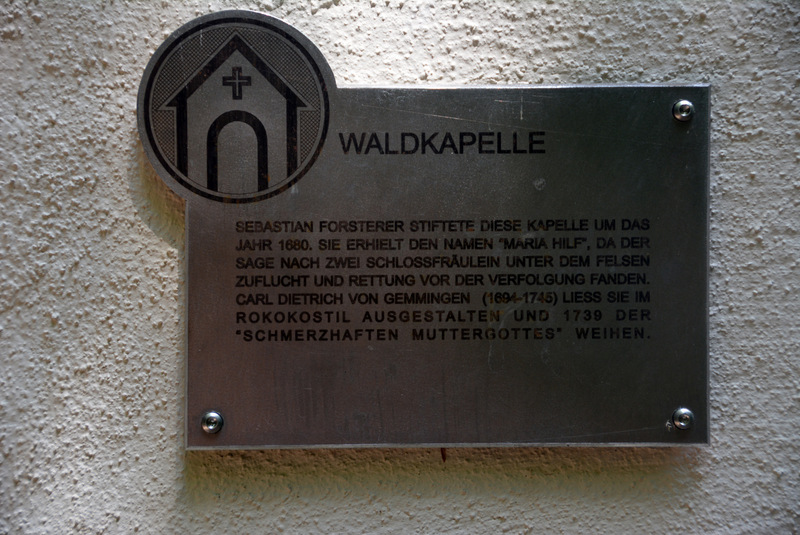 WALDKAPELLE
SEBASTIAN FORSTERER STIFTETE DIESE KAPELLE UM DAS
JAHR 1680. SIE ERHIELT DEN NAMEN "MARIA HILF", DA DER
SAGE NACH ZWEI SCHLOSSFRÄULEIN UNTER DEM FELSEN
ZUFLUCHT UND RETTUNG VOR DER VERFOLGUNG FANDEN.
CARL DIETRICH VON GEMMINGEN (1694-1745) LIESS SIE IM
ROKOKOSTIL AUSGESTALTEN UND 1739 DER
"SCHMERZHAFTEN MUTTERGOTTES" WEIHEN.